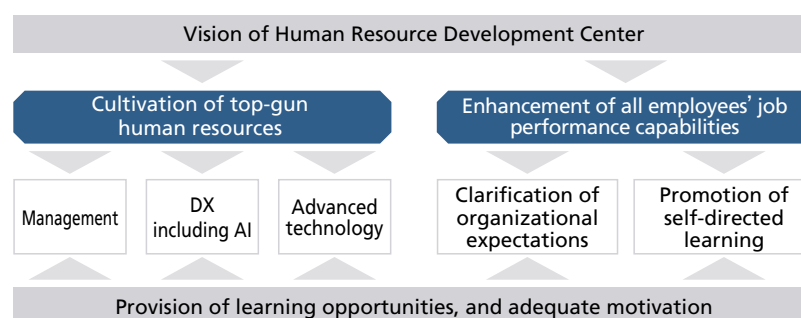 Vision of Human Resource Development Center
Cultivation of top-gun
human resources
Enhancement of all employees’ job
performance capabilities
Management
DX
including AI
Advanced
technology
Clarification of
organizational
expectations
Promotion of
self-directed
learning
Provision of learning opportunities, and adequate motivation